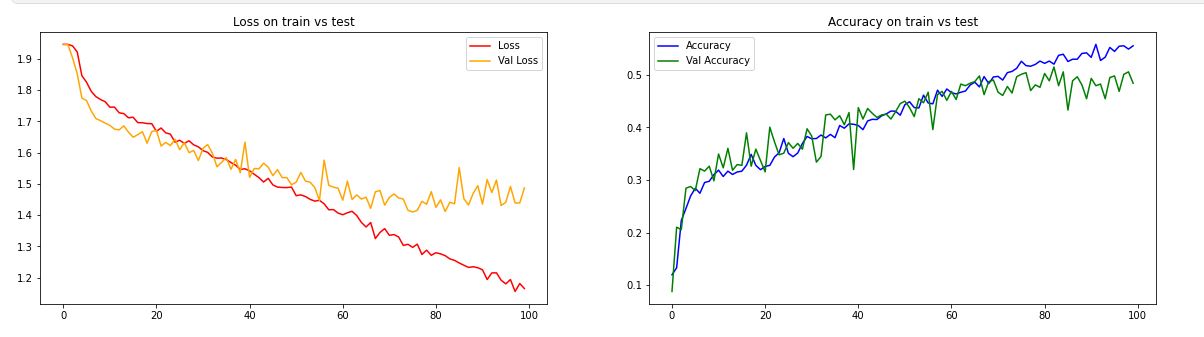 Loss on train vs test
1.9
1.8
1.7
1.6
1.5
1.4
1.3
1.2
0 20 40 60 80 100
Loss
Val Loss
Accuracy on train vs test
0.5
0.4
0.3
0.2
0.1
0 20 40 60 80 100
Accuracy
Val Accuracy